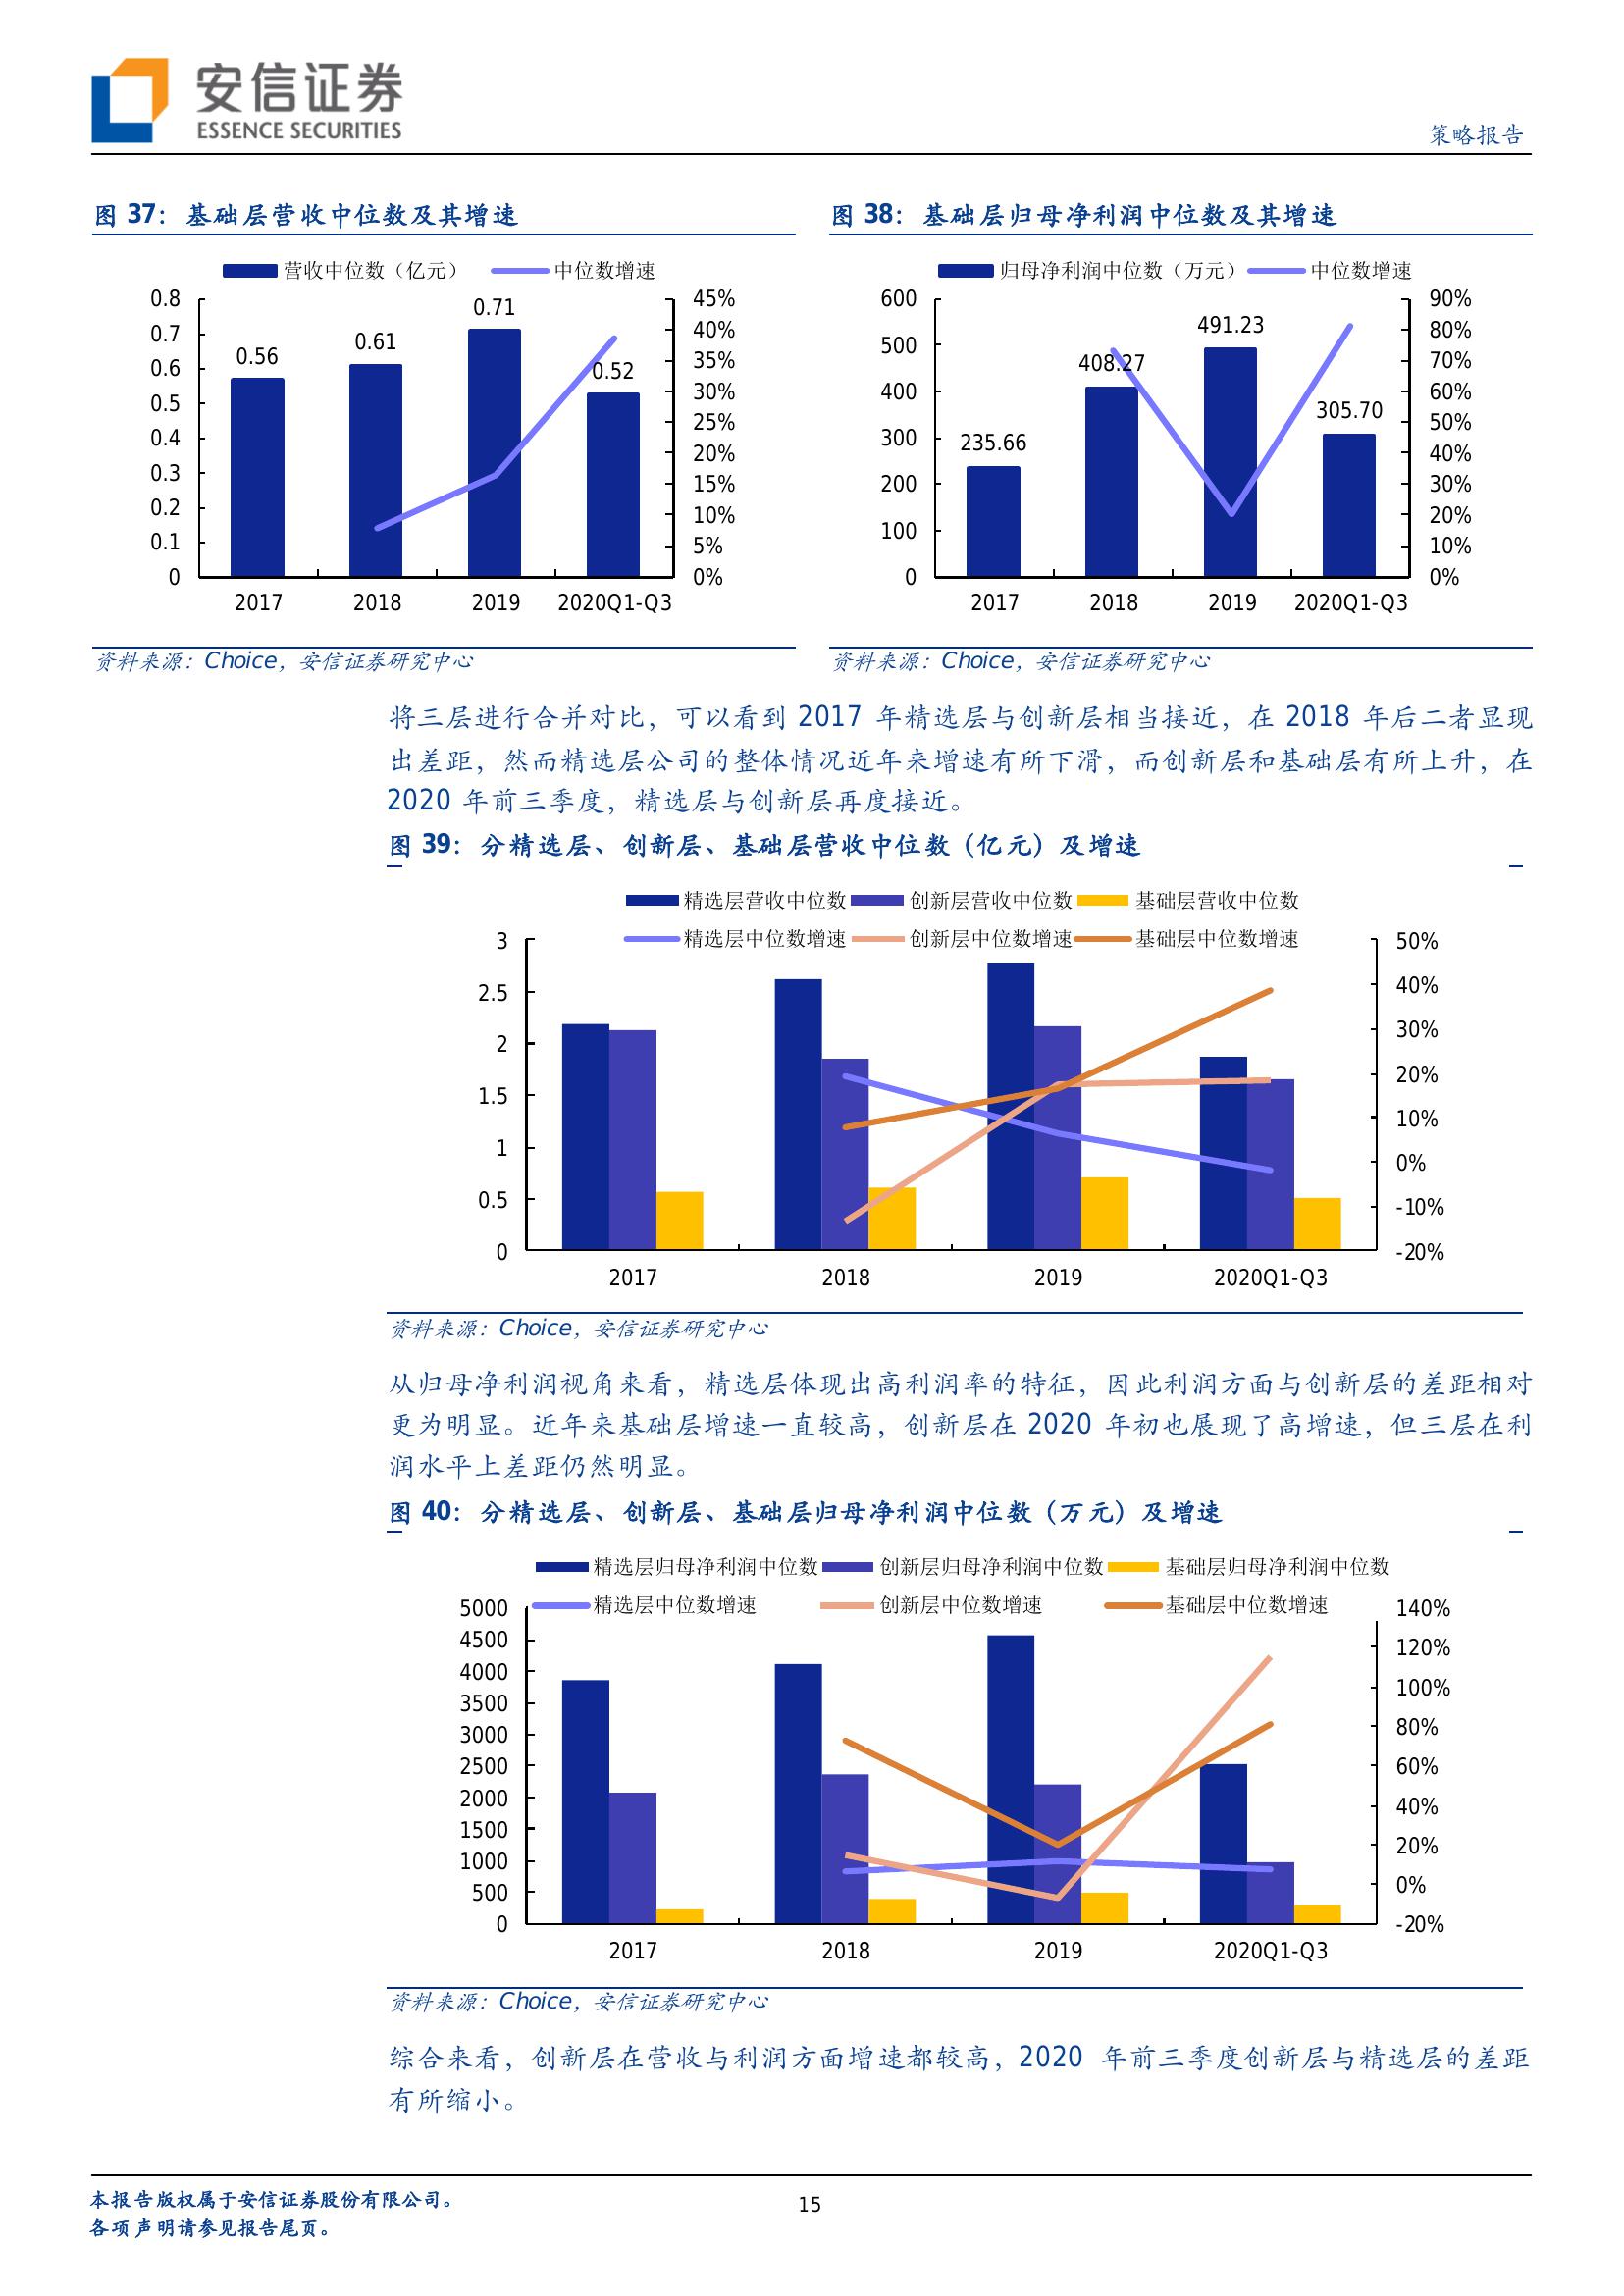 安信证券
ESSENCE SECURITIES
策略报告
图 37：基础层营收中位数及其增速
营收中位数（亿元） 中位数增速
0.8
0.7
0.6
0.5
0.4
0.3
0.2
0.1
0
0.56
0.61
0.71
0.52
45%
40%
35%
30%
25%
20%
15%
10%
5%
0%
2017 2018 2019 2020Q1-Q3
资料来源：Choice，安信证券研究中心
图 38：基础层归母净利润中位数及其增速
归母净利润中位数（万元） 中位数增速
600
500
400
300
200
100
0
235.66
408.27
491.23
305.70
90%
80%
70%
60%
50%
40%
30%
20%
10%
0%
2017 2018 2019 2020Q1-Q3
资料来源：Choice，安信证券研究中心
将三层进行合并对比，可以看到 2017 年精选层与创新层相当接近，在 2018 年后二者显现
出差距，然而精选层公司的整体情况近年来增速有所下滑，而创新层和基础层有所上升，在
2020 年前三季度，精选层与创新层再度接近。
图 39：分精选层、创新层、基础层营收中位数（亿元）及增速
精选层营收中位数 创新层营收中位数 基础层营收中位数
精选层中位数增速 创新层中位数增速 基础层中位数增速
3
2.5
2
1.5
1
0.5
0
50%
40%
30%
20%
10%
0%
-10%
-20%
2017 2018 2019 2020Q1-Q3
资料来源：Choice，安信证券研究中心
从归母净利润视角来看，精选层体现出高利润率的特征，因此利润方面与创新层的差距相对
更为明显。近年来基础层增速一直较高，创新层在 2020 年初也展现了高增速，但三层在利
润水平上差距仍然明显。
图 40：分精选层、创新层、基础层归母净利润中位数（万元）及增速
精选层归母净利润中位数 创新层归母净利润中位数 基础层归母净利润中位数
精选层中位数增速 创新层中位数增速 基础层中位数增速
5000
4500
4000
3500
3000
2500
2000
1500
1000
500
0
140%
120%
100%
80%
60%
40%
20%
0%
-20%
2017 2018 2019 2020Q1-Q3
资料来源：Choice，安信证券研究中心
综合来看，创新层在营收与利润方面增速都较高，2020 年前三季度创新层与精选层的差距
有所缩小。
本报告版权属于安信证券股份有限公司。
各项声明请参见报告尾页。
15